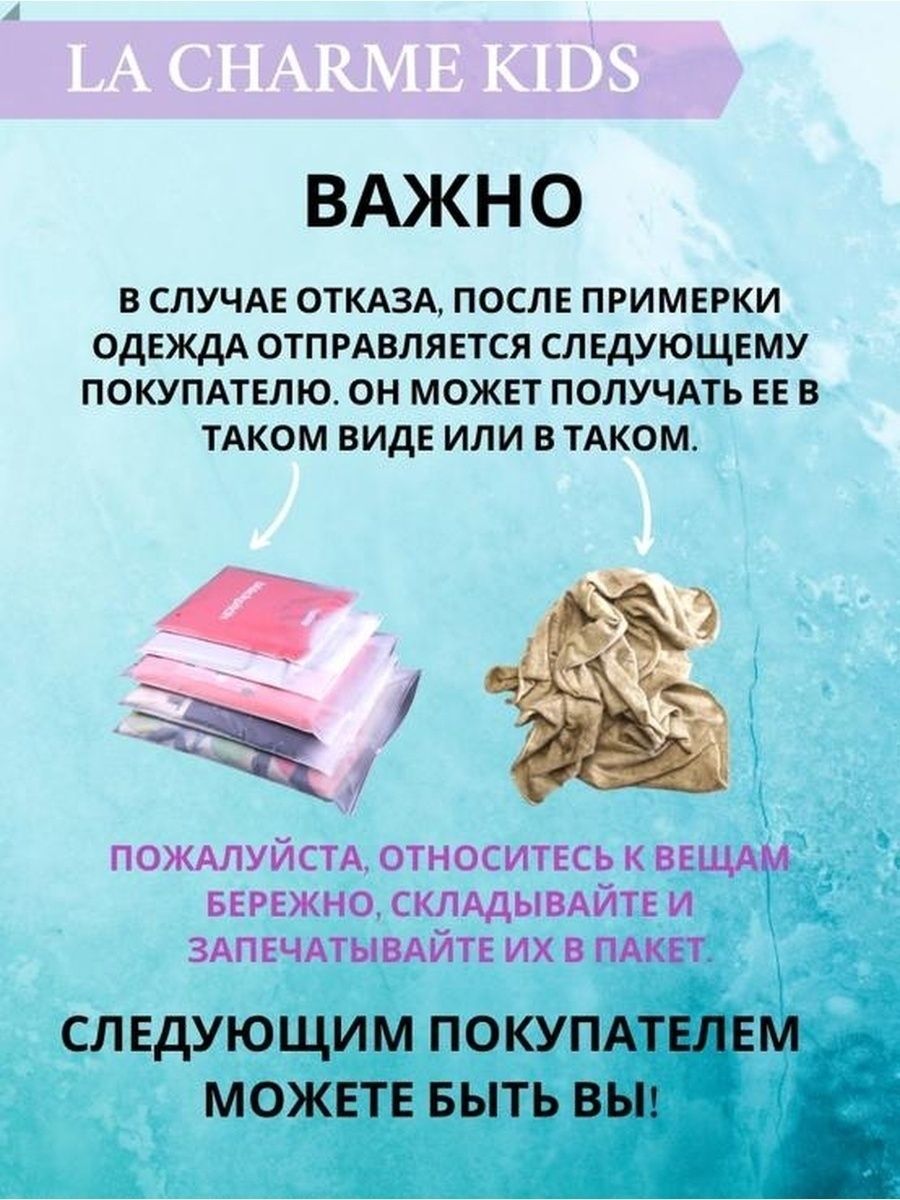 LA CHARME KIDS
ВАЖНО
В СЛУЧАЕ ОТКАЗА, ПОСЛЕ ПРИМЕРКИ
ОДЕЖДА ОТПРАВЛЯЕТСЯ СЛЕДУЮЩЕМУ
ПОКУПАТЕЛЮ. ОН МОЖЕТ ПОЛУЧАТЬ ЕЕ В
ТАКОМ ВИДЕ ИЛИ В ТАКОМ.
ПОЖАЛУЙСТА, ОТНОСИТЕСЬ К ВЕЩАМ
БЕРЕЖНО, СКЛАДЫВАЙТЕ И
ЗАПЕЧАТЫВАЙТЕ ИХ В ПАКЕТ.
СЛЕДУЮЩИМ ПОКУПАТЕЛЕМ
МОЖЕТЕ БЫТЬ ВЫ!